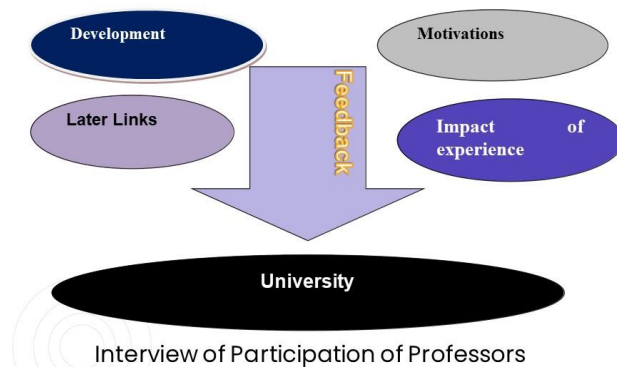 Development
Motivations
Feedback
Later Links
Impact of
experience
University
Interview of Participation of Professors